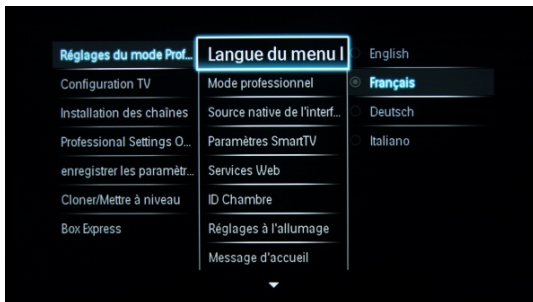 Réglages du mode Prof...
Configuration TV
Installation des chaînes
Professional Settings O...
enregistrer les paramètr...
Cloner/Mettre à niveau
Box Express
Langue du menu I
Mode professionnel
Source native de l'interf...
Paramètres SmartTV
Services Web
ID Chambre
Réglages à l'allumage
Message d'accueil
English
Français
Deutsch
Italiano